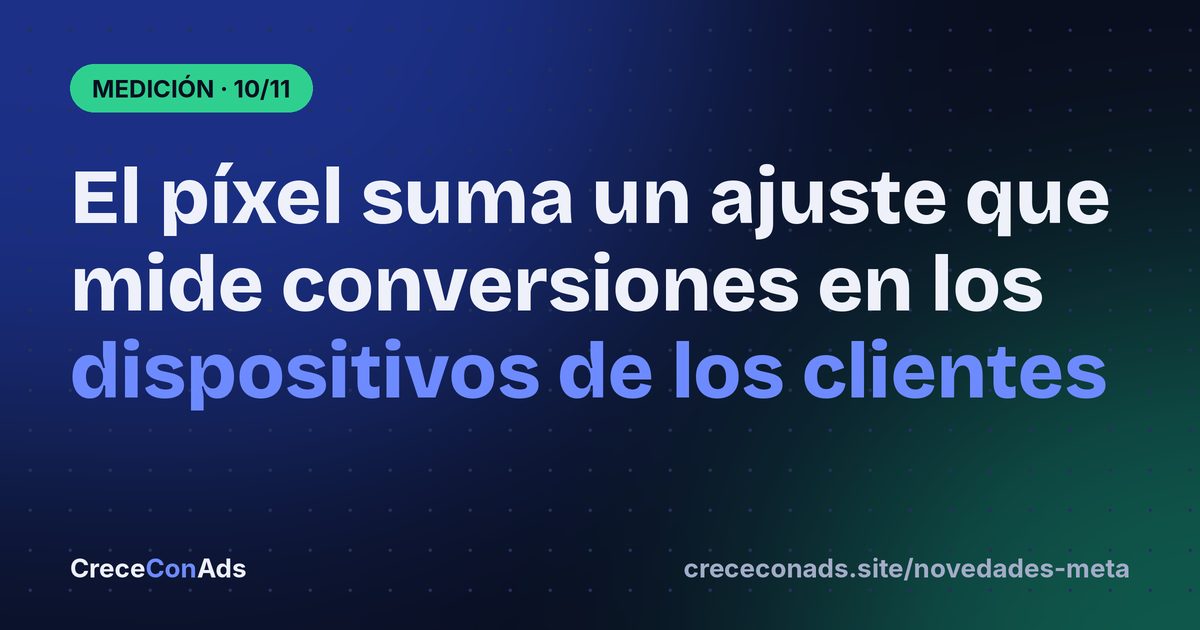 MEDICIÓN · 10/11
El píxel suma un ajuste que
mide conversiones en los
dispositivos de los clientes
CreceConAds
crececonads.site/novedades-meta